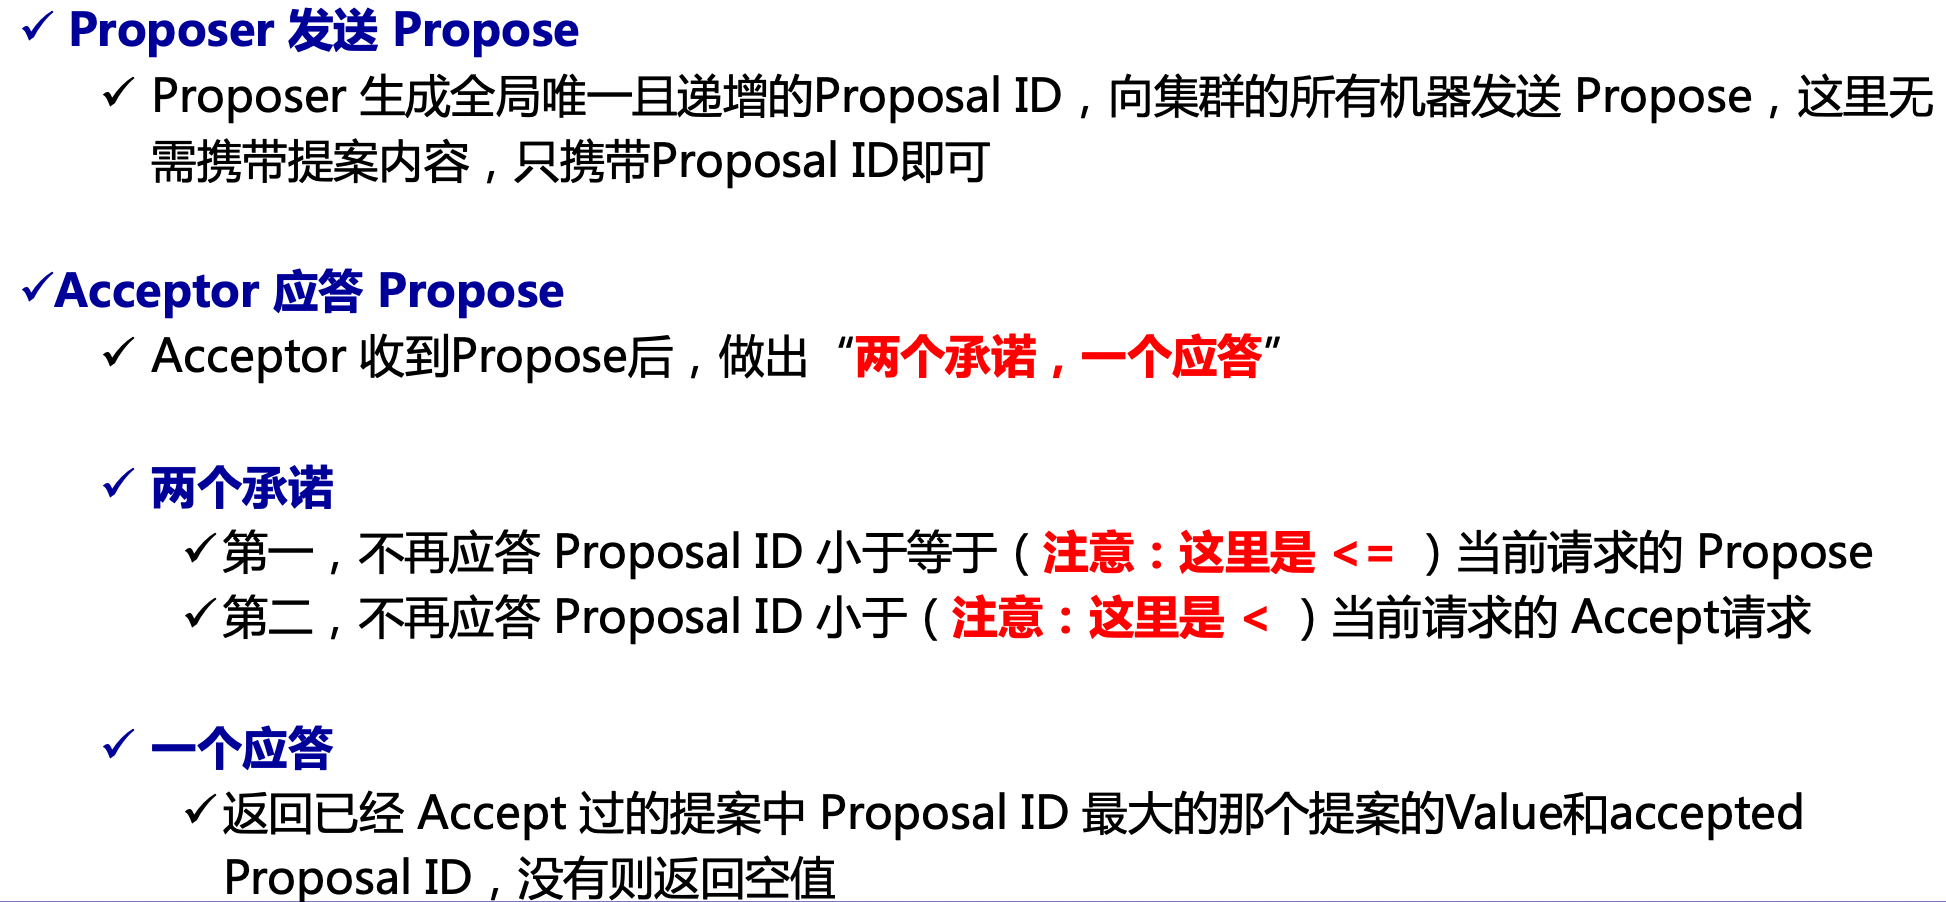 ✓ Proposer 发送 Propose
✓ Proposer 生成全局唯一且递增的Proposal ID，向集群的所有机器发送 Propose，这里无
需携带提案内容，只携带Proposal ID即可
✓Acceptor 应答 Propose
✓ Acceptor 收到Propose后，做出“两个承诺，一个应答”
✓ 两个承诺
✓第一，不再应答 Proposal ID 小于等于（注意：这里是 <= ）当前请求的 Propose
✓第二，不再应答 Proposal ID 小于（注意：这里是 < ）当前请求的 Accept请求
✓ 一个应答
✓返回已经 Accept 过的提案中 Proposal ID 最大的那个提案的Value和accepted
Proposal ID，没有则返回空值